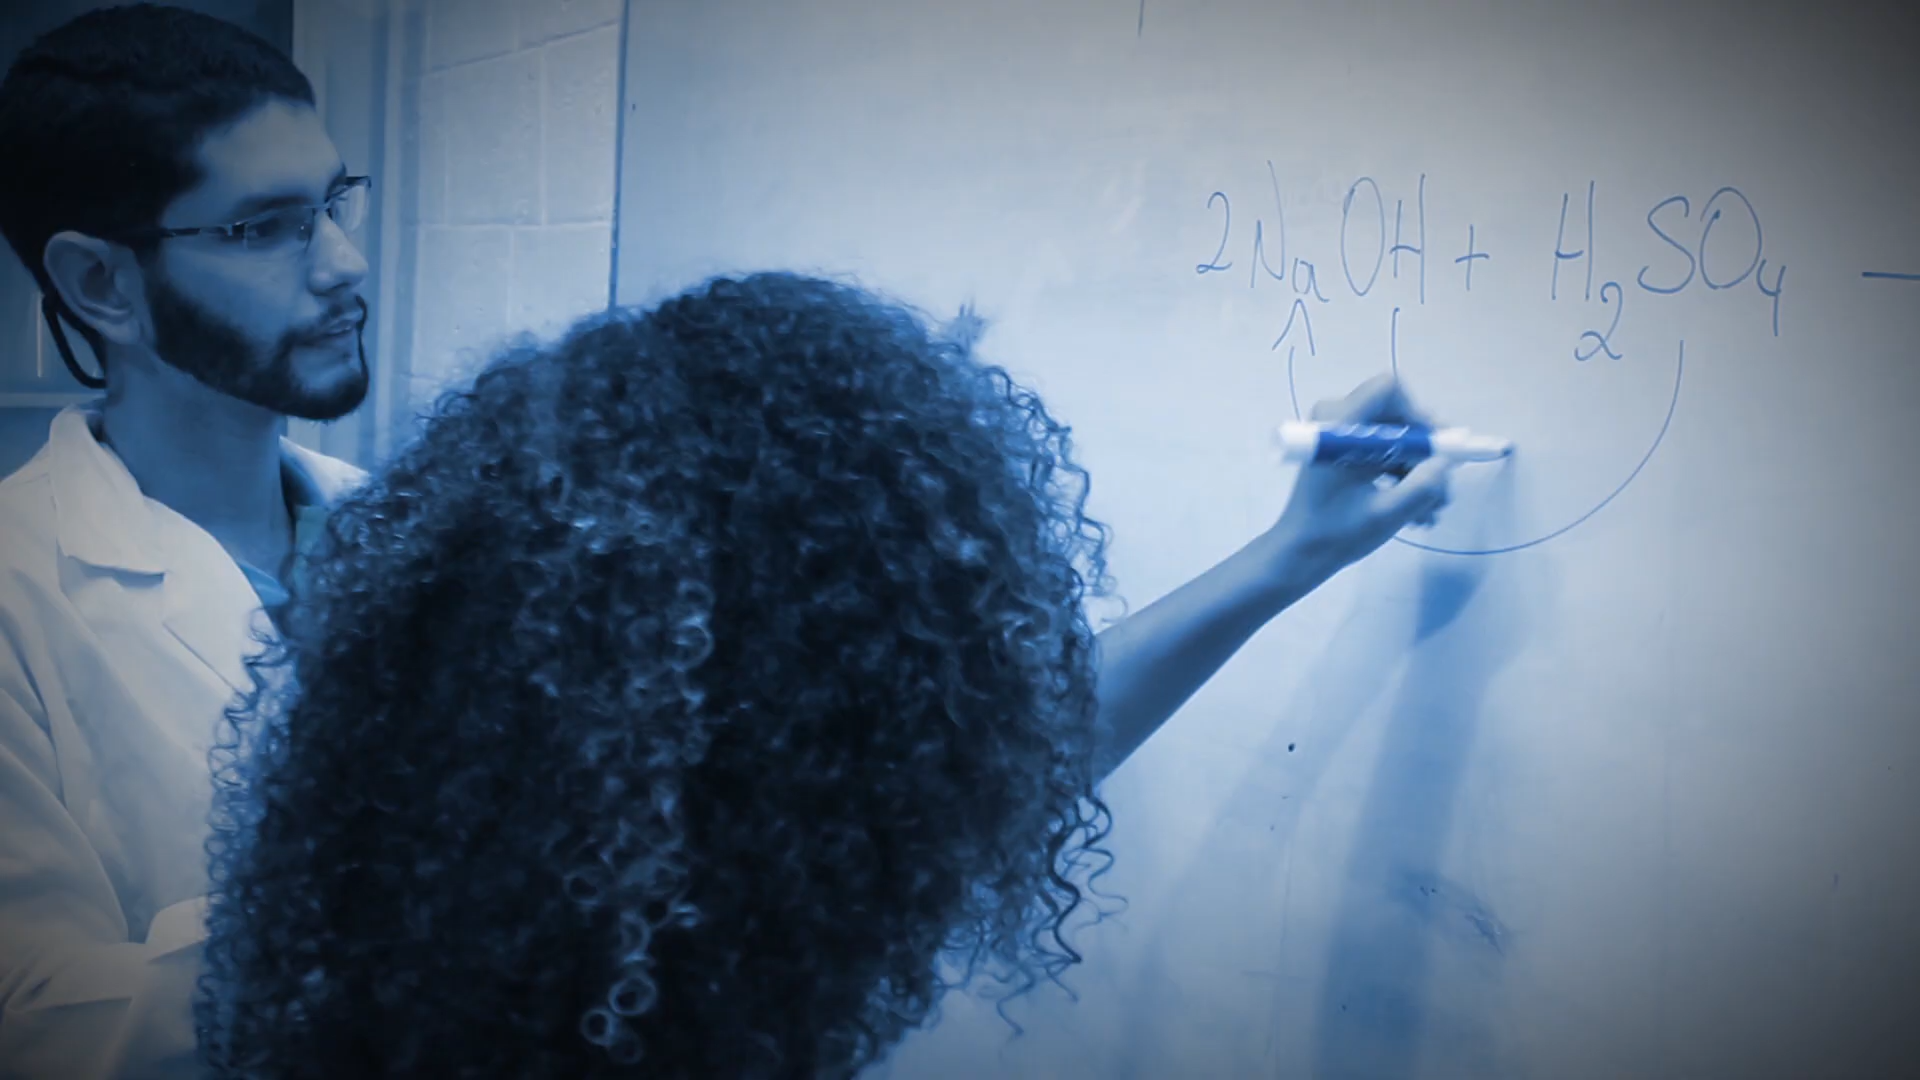 2NaOH + H₂SO₄ —